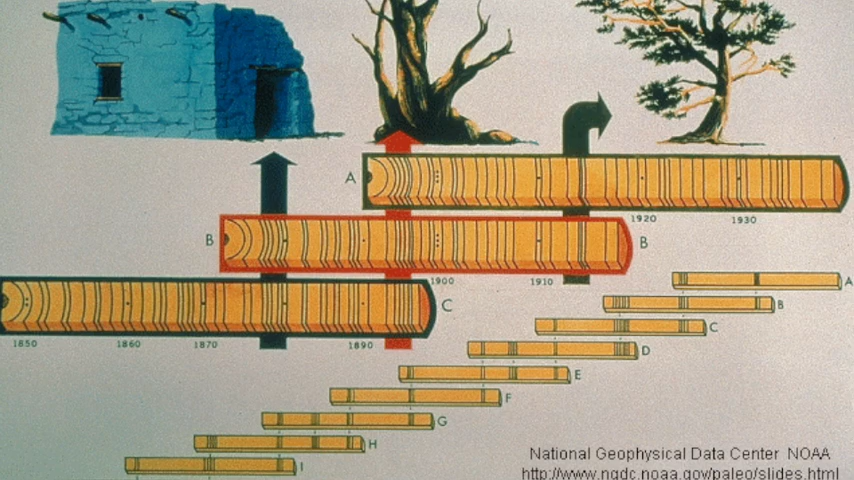 A
1920
1930
B
B
A
1900
1910
B
C
C
1850
1860
1870
1890
D
E
F
G
H
I
National Geophysical Data Center NOAA
http://www.ngdc.noaa.gov/paleo/slides.html